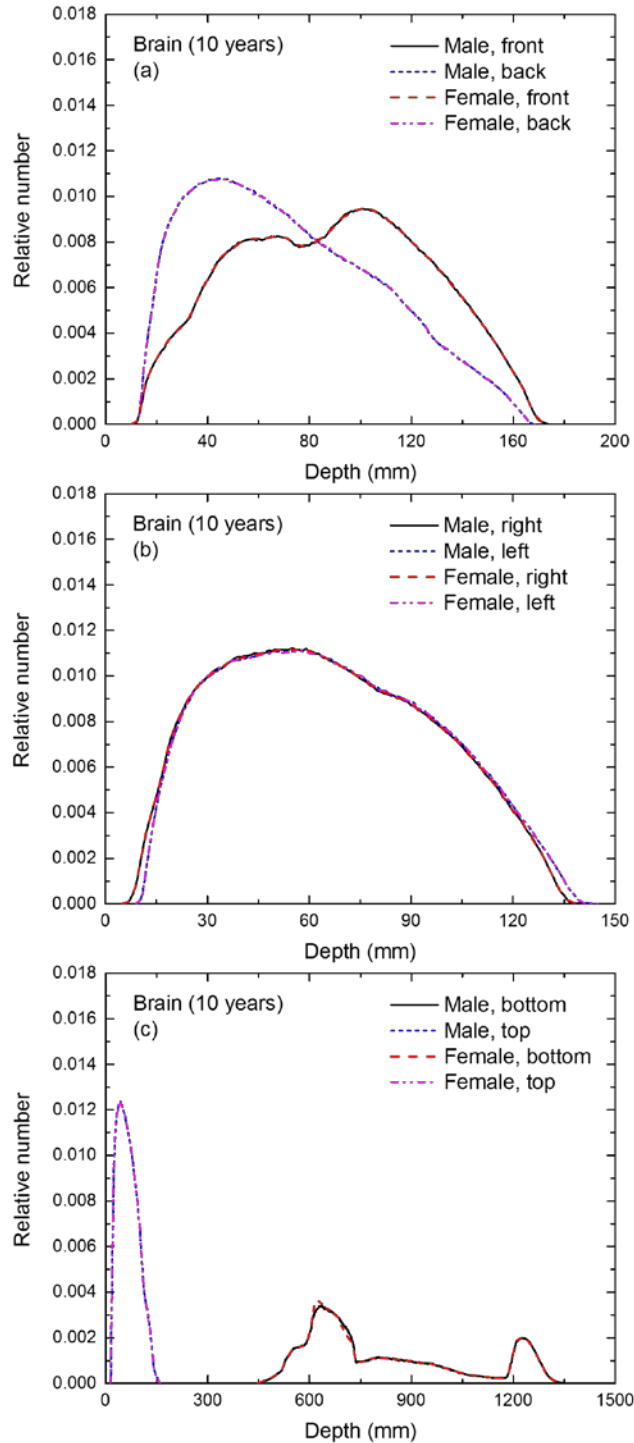 0.018
0.016
0.014
0.012
0.010
0.008
0.006
0.004
0.002
0.000
Relative number
Brain (10 years)
(a)
Male, front
Male, back
Female, front
Female, back
0 40 80 120 160 200
Depth (mm)
0.018
0.016
0.014
0.012
0.010
0.008
0.006
0.004
0.002
0.000
Relative number
Brain (10 years)
(b)
Male, right
Male, left
Female, right
Female, left
0 30 60 90 120 150
Depth (mm)
0.018
0.016
0.014
0.012
0.010
0.008
0.006
0.004
0.002
0.000
Relative number
Brain (10 years)
(c)
Male, bottom
Male, top
Female, bottom
Female, top
0 300 600 900 1200 1500
Depth (mm)